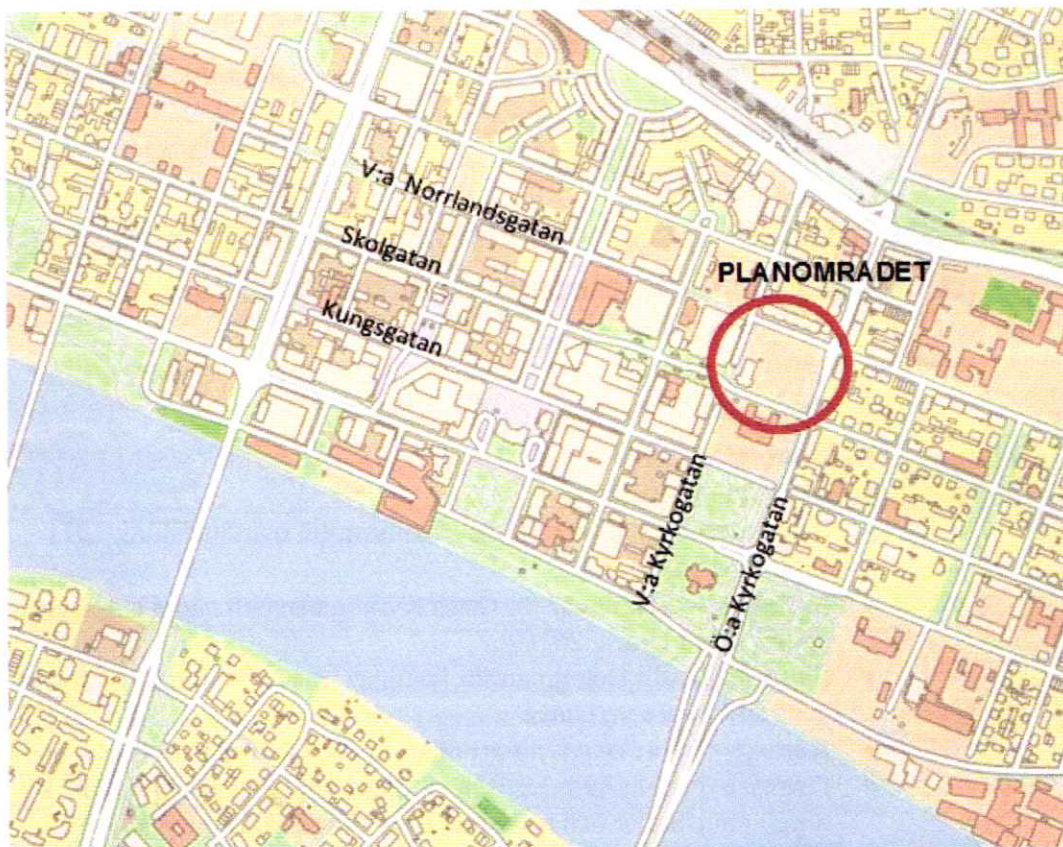 V:a Norrlandsgatan
Skolgatan
Kungsgatan
PLANOMRADET
V:a Kyrkogatan
Ö:a Kyrkogatan